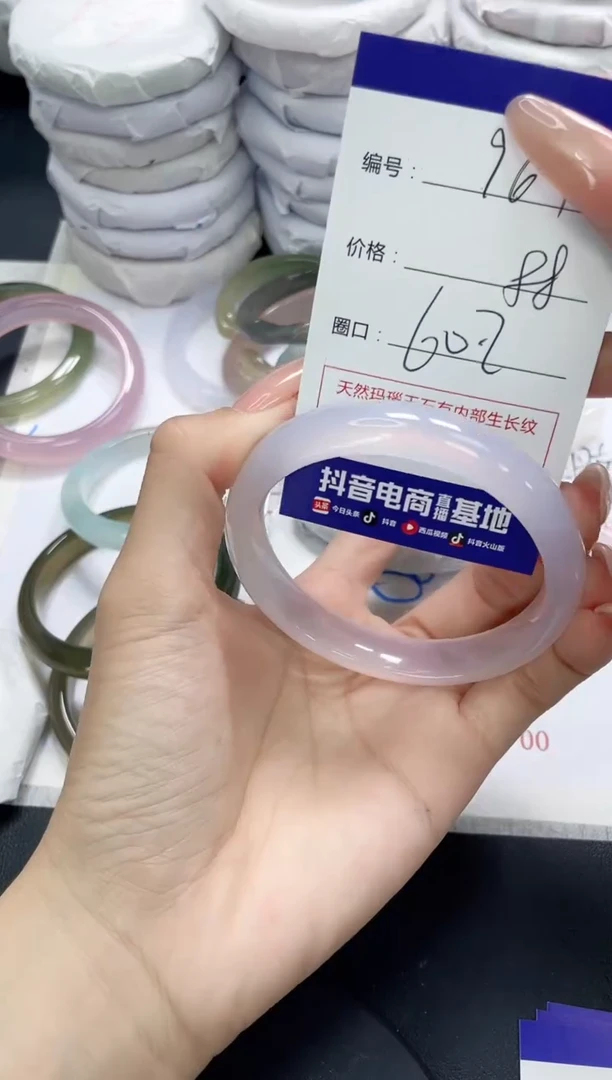 编号：
价格： 88
圈口： 60.2
天然玛瑙玉石有内部生长纹
抖音电商直播基地
今日头条 抖音 西瓜视频 抖音火山版
00